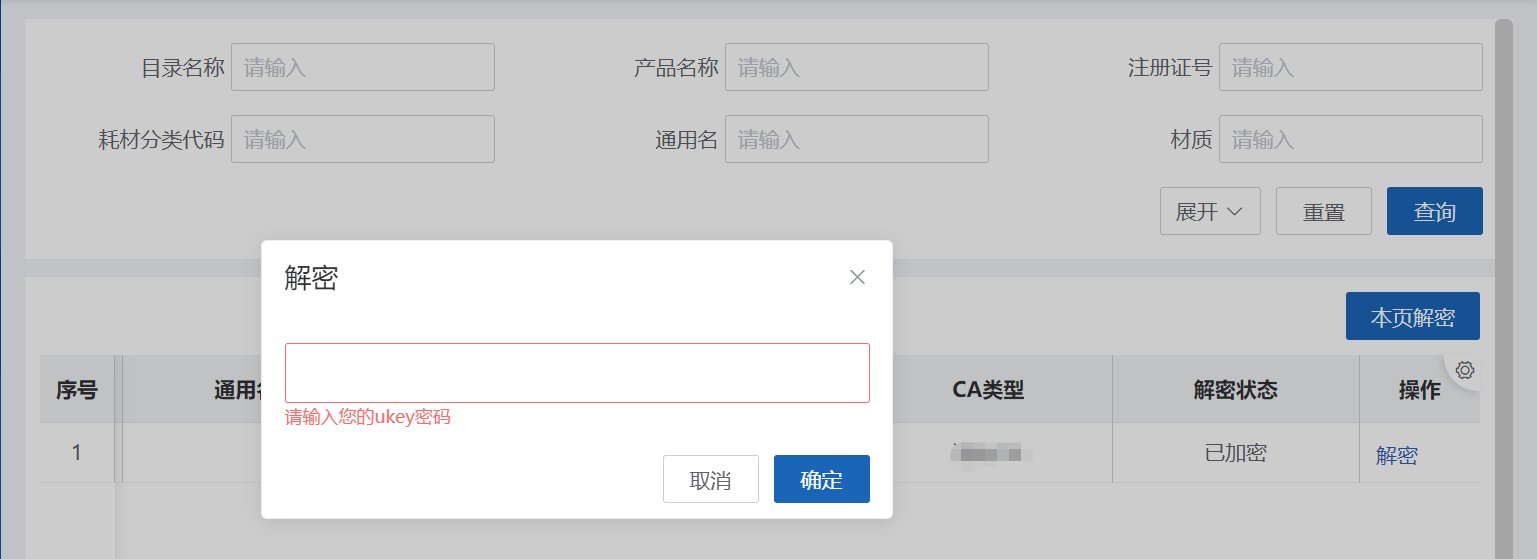 目录名称 请输入 产品名称 请输入 注册证号 请输入
耗材分类代码 请输入 通用名 请输入 材质 请输入
展开 重置 查询
解密
本页解密
序号 通用 CA类型 解密状态 操作
请输入您的ukey密码
1 已加密 解密
取消 确定